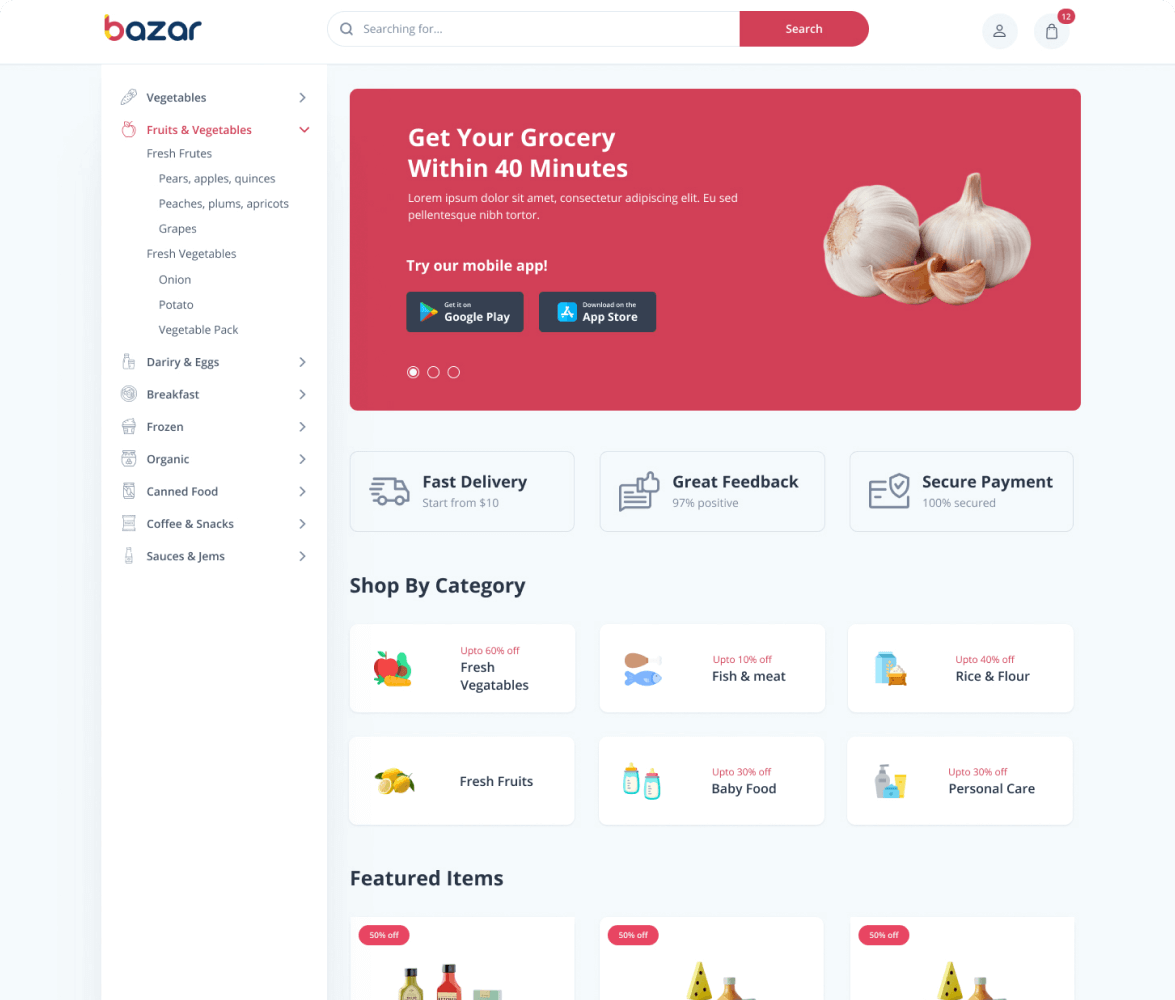 bazar
Searching for...
Search
12
Vegetables
Fruits & Vegetables
Fresh Frutes
Pears, apples, quinces
Peaches, plums, apricots
Grapes
Fresh Vegetables
Onion
Potato
Vegetable Pack
Dariry & Eggs
Breakfast
Frozen
Organic
Canned Food
Coffee & Snacks
Sauces & Jems
Get Your Grocery
Within 40 Minutes
Lorem ipsum dolor sit amet, consectetur adipiscing elit. Eu sed
pellentesque nibh tortor.
Try our mobile app!
Get it on
Google Play
Download on the
App Store
Fast Delivery
Start from $10
Great Feedback
97% positive
Secure Payment
100% secured
Shop By Category
Upto 60% off
Fresh
Vegatables
Upto 10% off
Fish & meat
Upto 40% off
Rice & Flour
Fresh Fruits
Upto 30% off
Baby Food
Upto 30% off
Personal Care
Featured Items
50% off
50% off
50% off